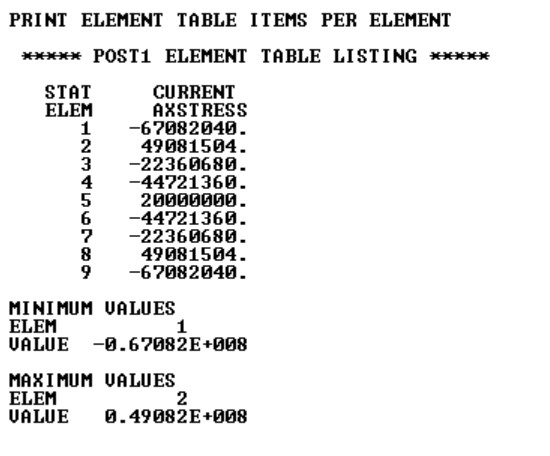 PRINT ELEMENT TABLE ITEMS PER ELEMENT
***** POST1 ELEMENT TABLE LISTING *****
STAT CURRENT
ELEM AXSTRESS
1 -67082040.
2 49081504.
3 -22360680.
4 -44721360.
5 20000000.
6 -44721360.
7 -22360680.
8 49081504.
9 -67082040.
MINIMUM VALUES
ELEM 1
VALUE -0.67082E+008
MAXIMUM VALUES
ELEM 2
VALUE 0.49082E+008